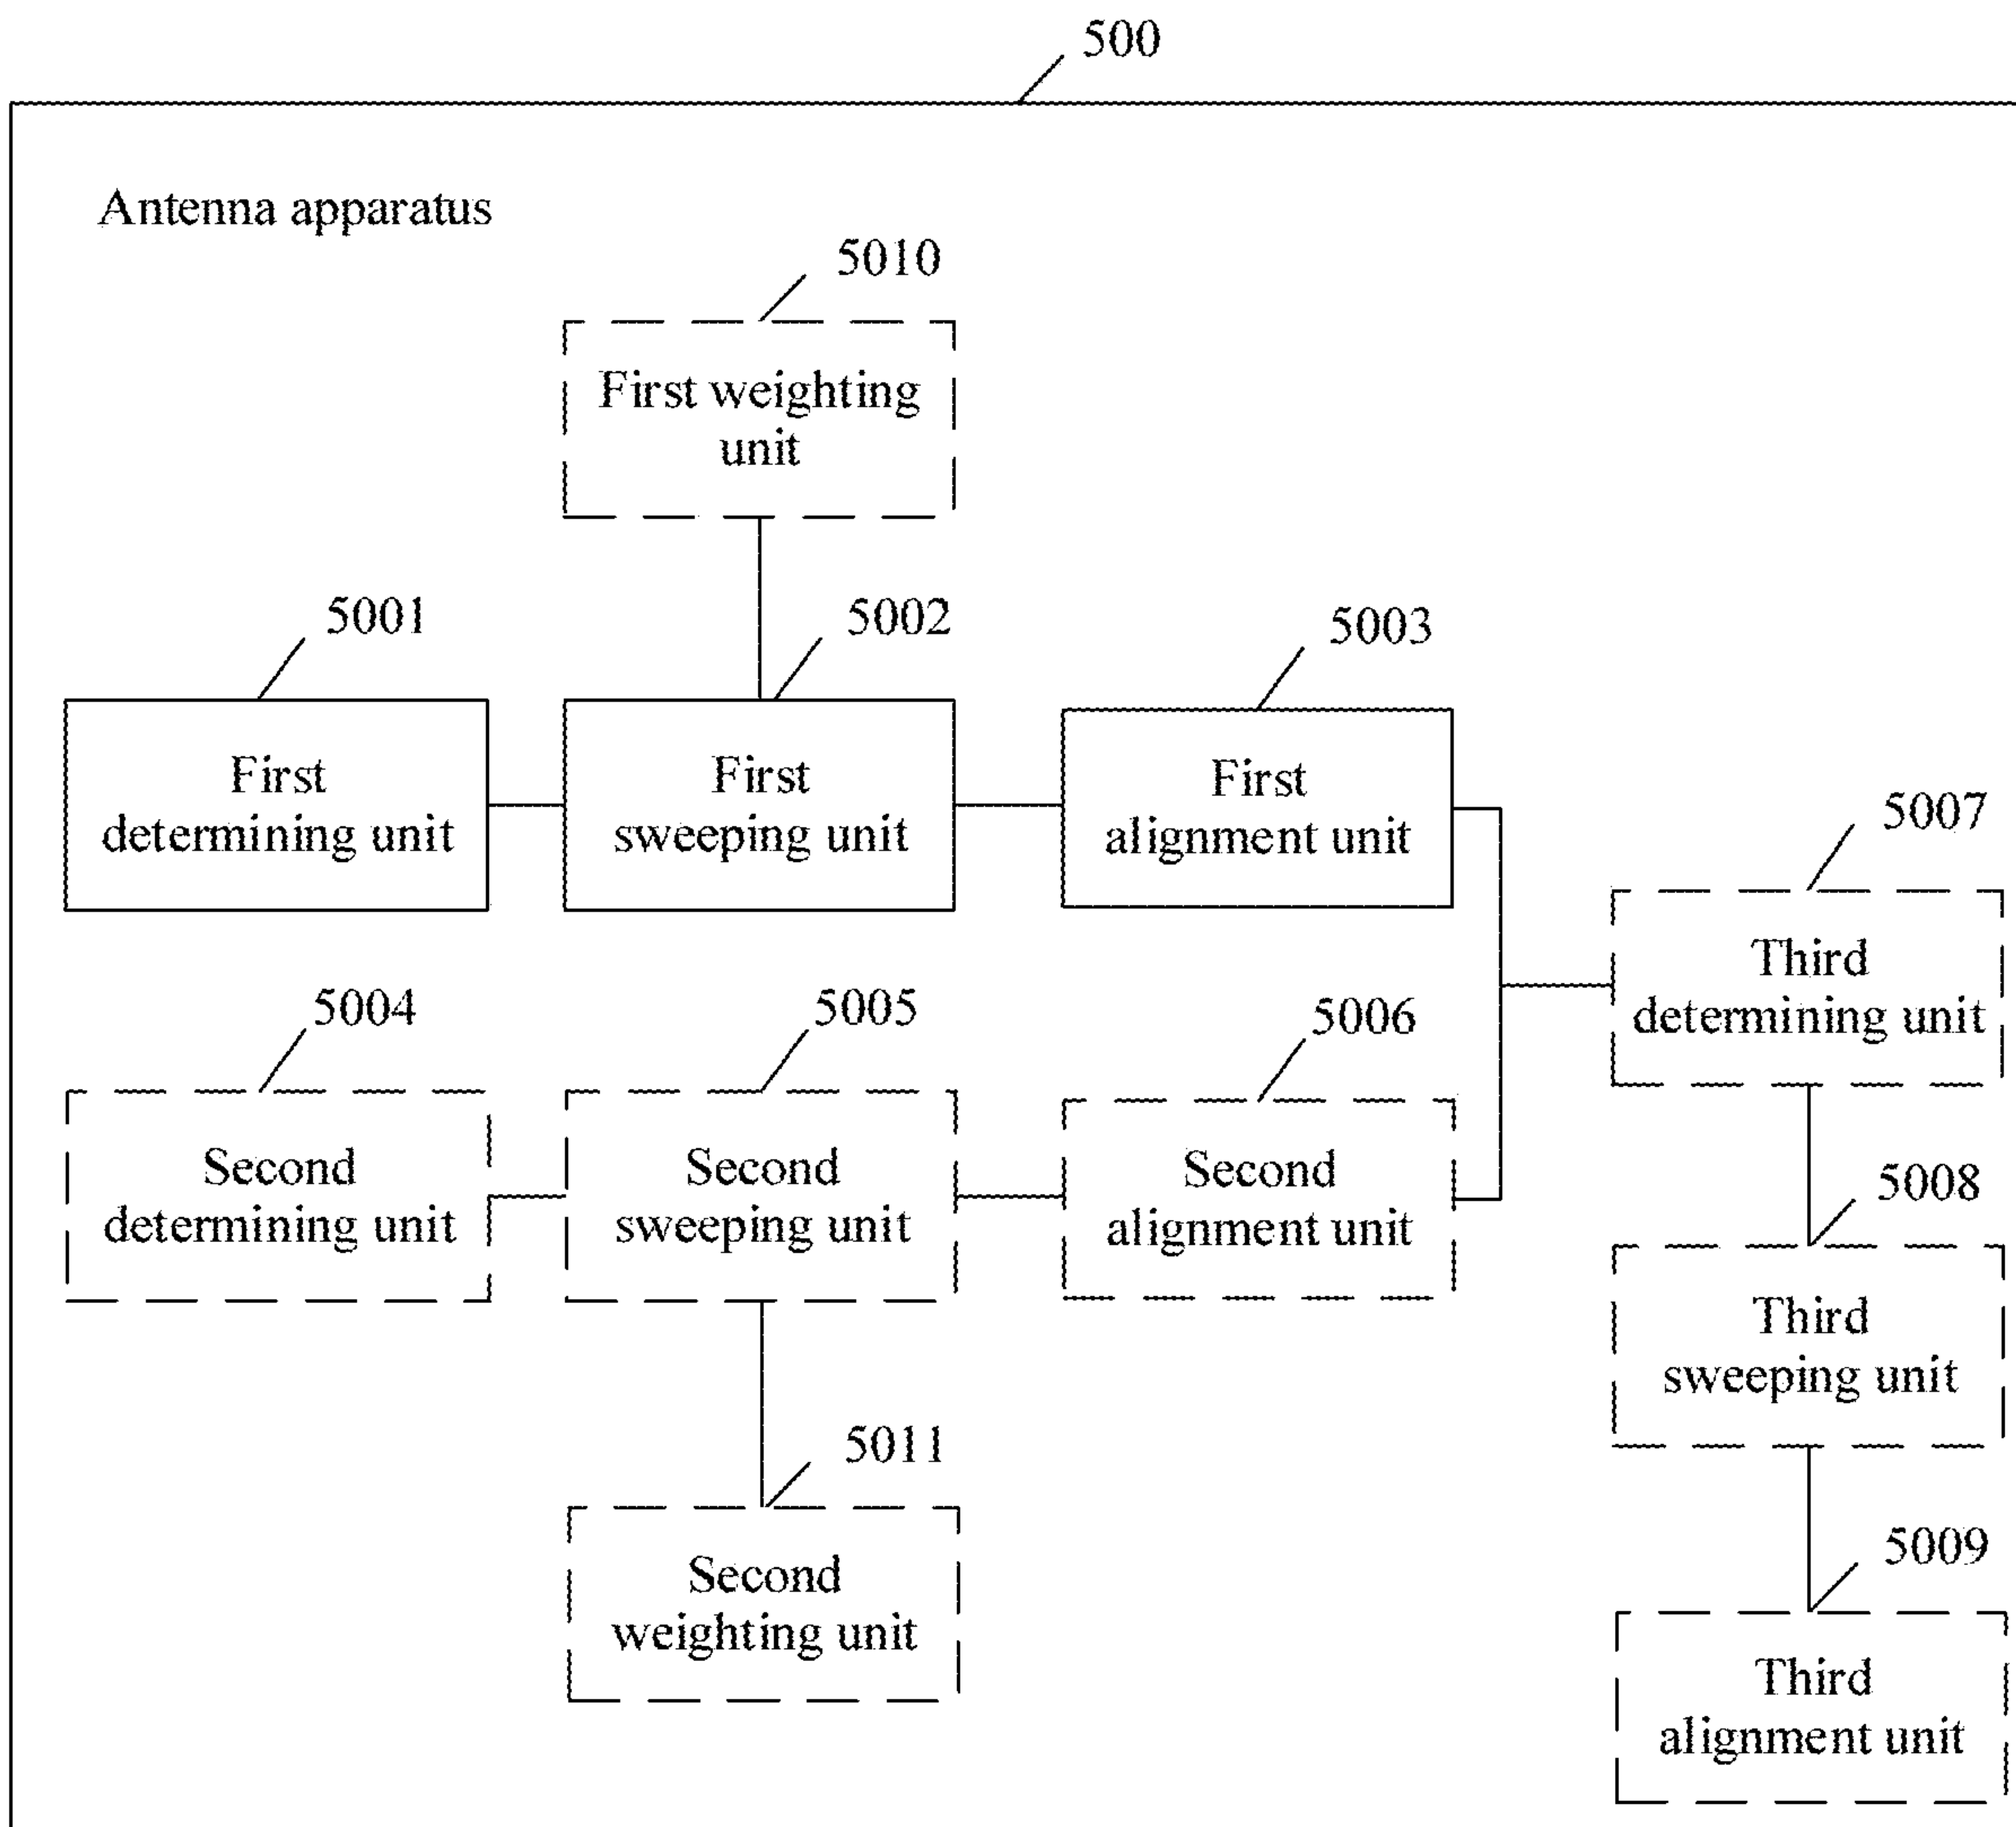 500
Antenna apparatus
5010
First weighting
unit
5001
First
determining unit
5002
First
sweeping unit
5003
First
alignment unit
5004
Second
determining unit
5005
Second
sweeping unit
5006
Second
alignment unit
5007
Third
determining unit
5008
Third
sweeping unit
5011
Second
weighting unit
5009
Third
alignment unit